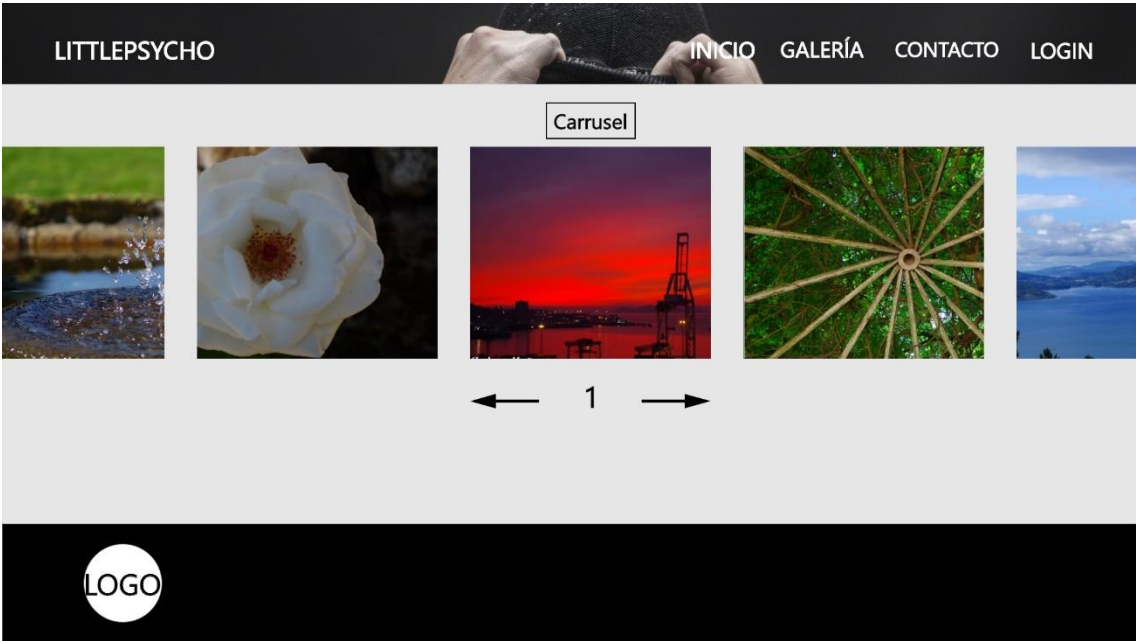 LITTLEPSYCHO
INICIO GALERÍA CONTACTO LOGIN
Carrusel
1
LOGO